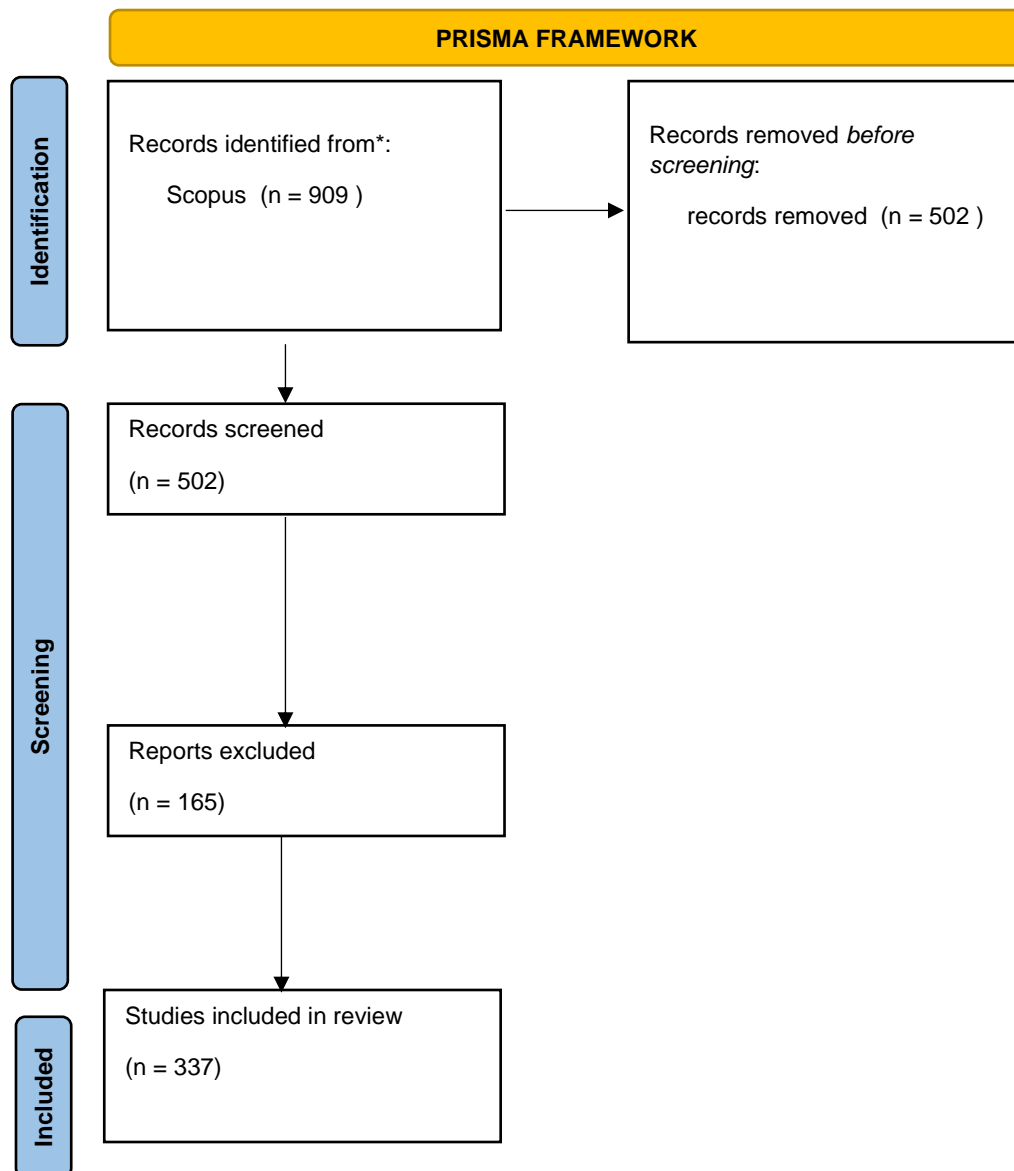 PRISMA FRAMEWORK
Identification
Records identified from*:
Scopus (n = 909 )
Records removed before
screening:
records removed (n = 502 )
Screening
Records screened
(n = 502)
Reports excluded
(n = 165)
Included
Studies included in review
(n = 337)